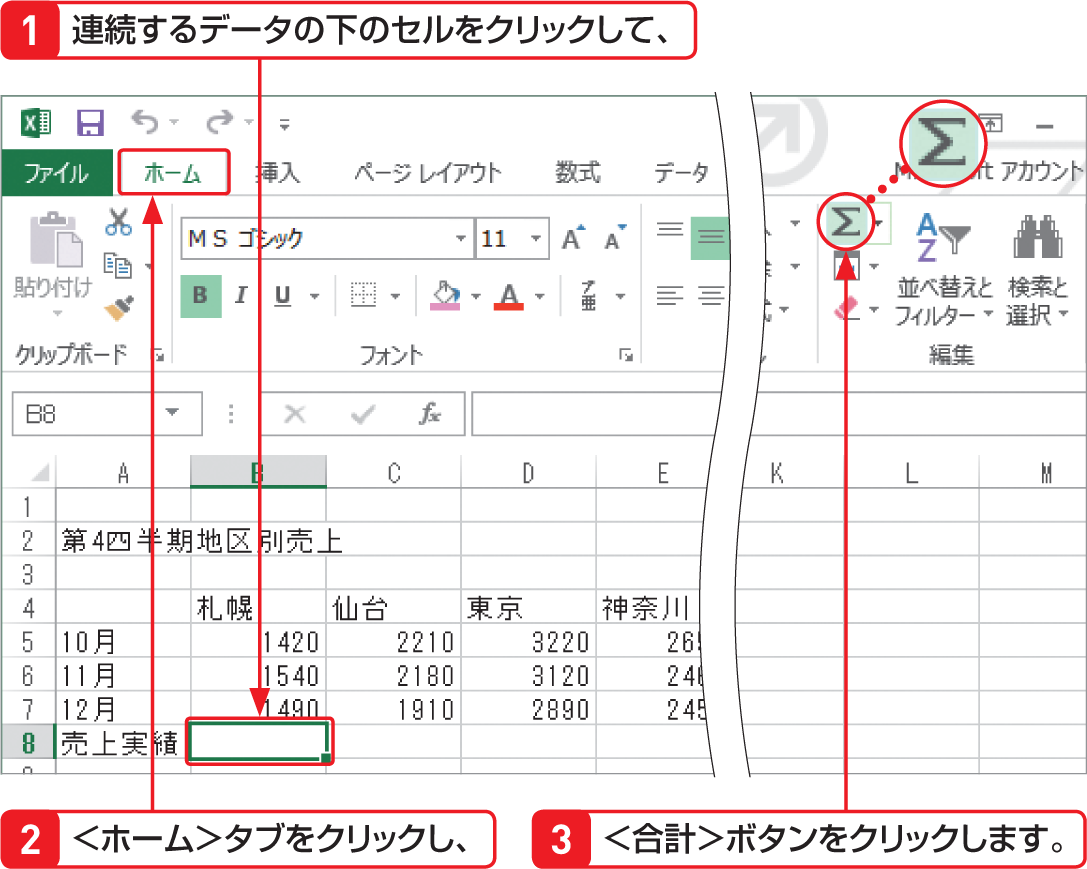 1 連続するデータの下のセルをクリックして、
ファイル ホーム 挿入 ページ レイアウト 数式 データ アカウント
ＭＳ ゴシック 11 A A Σ Σ
貼り付け B I U A 亜 A Z 並べ替えと フィルター 検索と 選択
クリップボード フォント 編集
B8 fx
A B C D E K L M
1
2 第4四半期地区別売上
3
4 札幌 仙台 東京 神奈川
5 10月 1420 2210 3220
6 11月 1540 2180 3120
7 12月 1490 1910 2890
8 売上実績
2 <ホーム>タブをクリックし、
3 <合計>ボタンをクリックします。